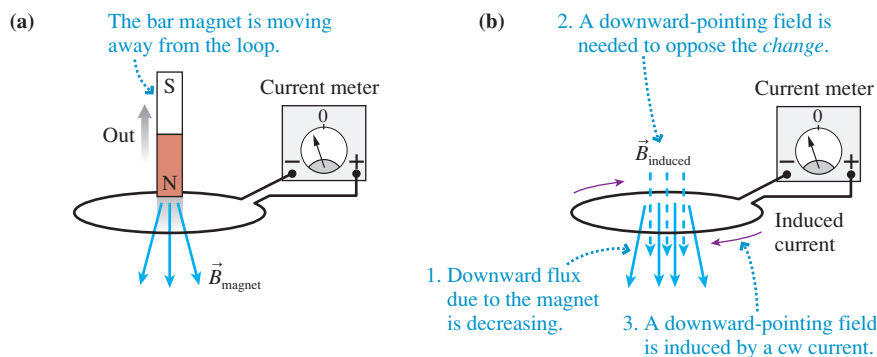 (a)
The bar magnet is moving
away from the loop.
S
Out
N
Current meter
0
− +
B⃗magnet
(b)
2. A downward-pointing field is
needed to oppose the change.
Current meter
0
− +
B⃗induced
Induced
current
1. Downward flux
due to the magnet
is decreasing.
3. A downward-pointing field
is induced by a cw current.